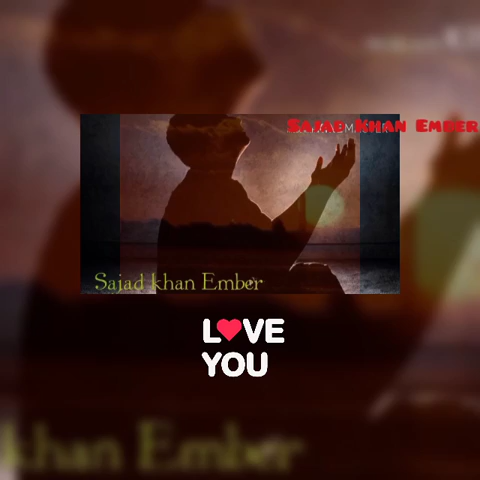 Sajad Khan Ember
Sajad khan Ember
LOVE
YOU
khan Ember